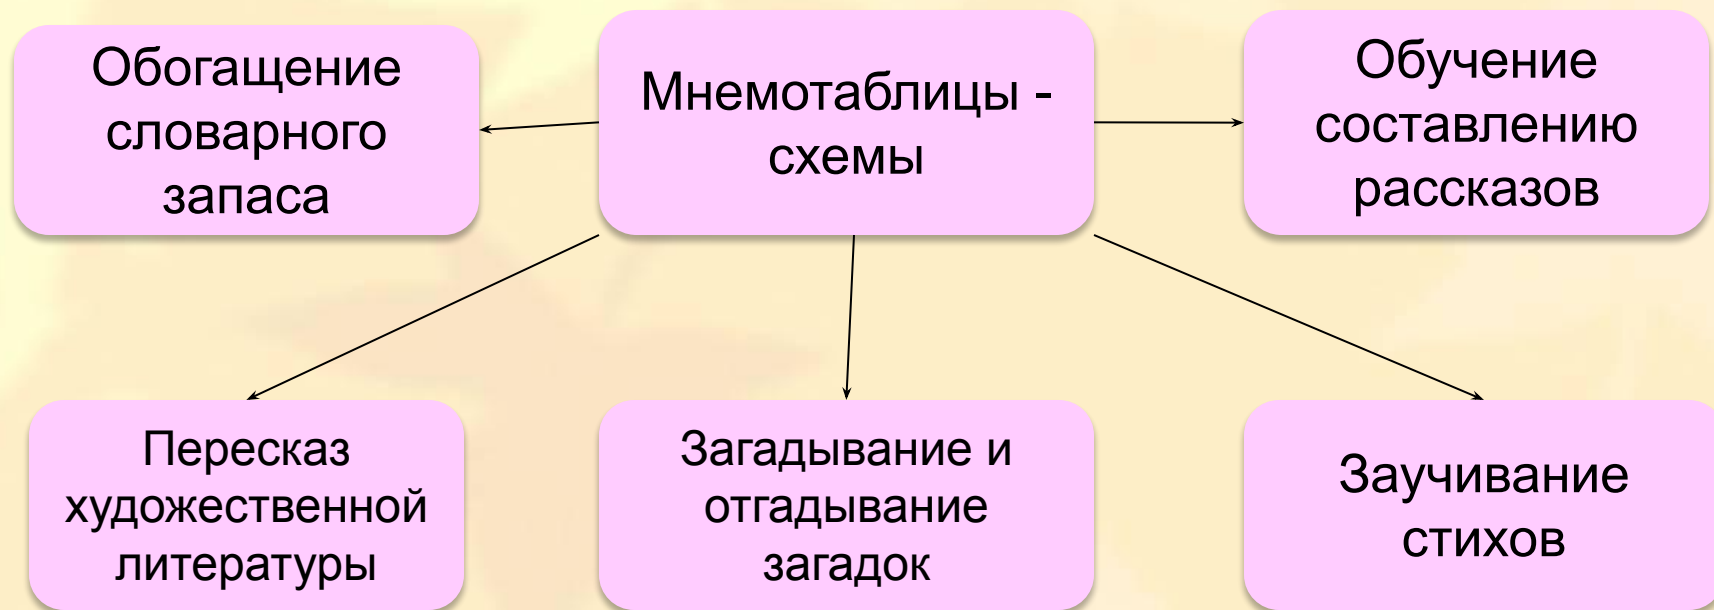 Обогащение
словарного
запаса
Мнемотаблицы -
схемы
Обучение
составлению
рассказов
Пересказ
художественной
литературы
Загадывание и
отгадывание
загадок
Заучивание
стихов